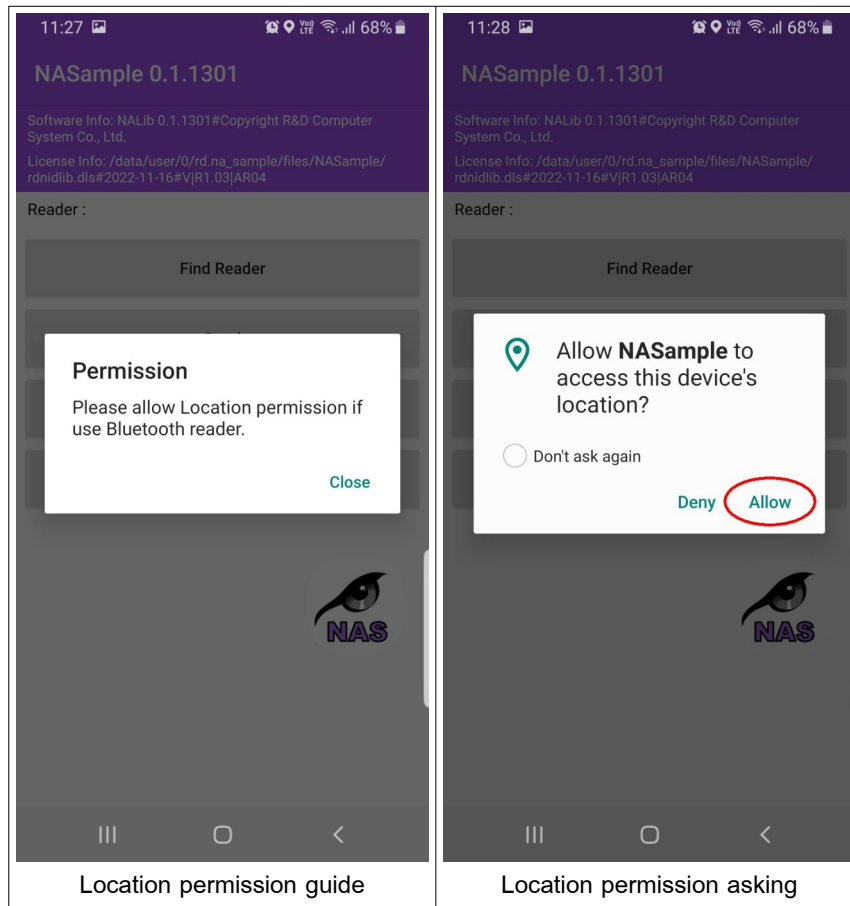 11:27
Vo))
LTE
68%
NASample 0.1.1301
Software Info: NALib 0.1.1301#Copyright R&D Computer
System Co., Ltd.
License Info: /data/user/0/rd.na_sample/files/NASample/
rdnidlib.dls#2022-11-16#V|R1.03|AR04
Reader :
Find Reader
Permission
Please allow Location permission if
use Bluetooth reader.
Close
NAS
Location permission guide
11:28
Vo))
LTE
68%
NASample 0.1.1301
Software Info: NALib 0.1.1301#Copyright R&D Computer
System Co., Ltd.
License Info: /data/user/0/rd.na_sample/files/NASample/
rdnidlib.dls#2022-11-16#V|R1.03|AR04
Reader :
Find Reader
Allow NASample to
access this device's
location?
Don't ask again
Deny Allow
NAS
Location permission asking